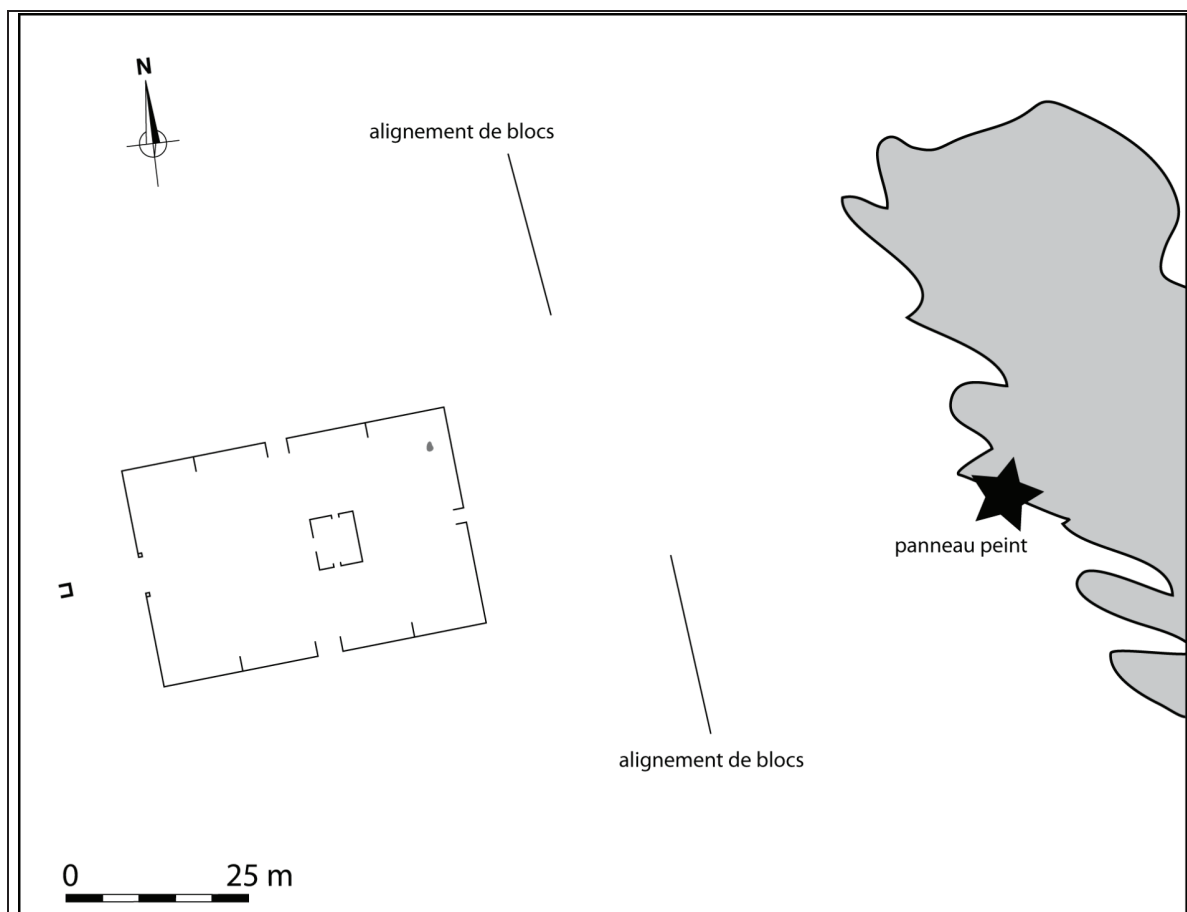 N
alignement de blocs
panneau peint
alignement de blocs
0 25 m